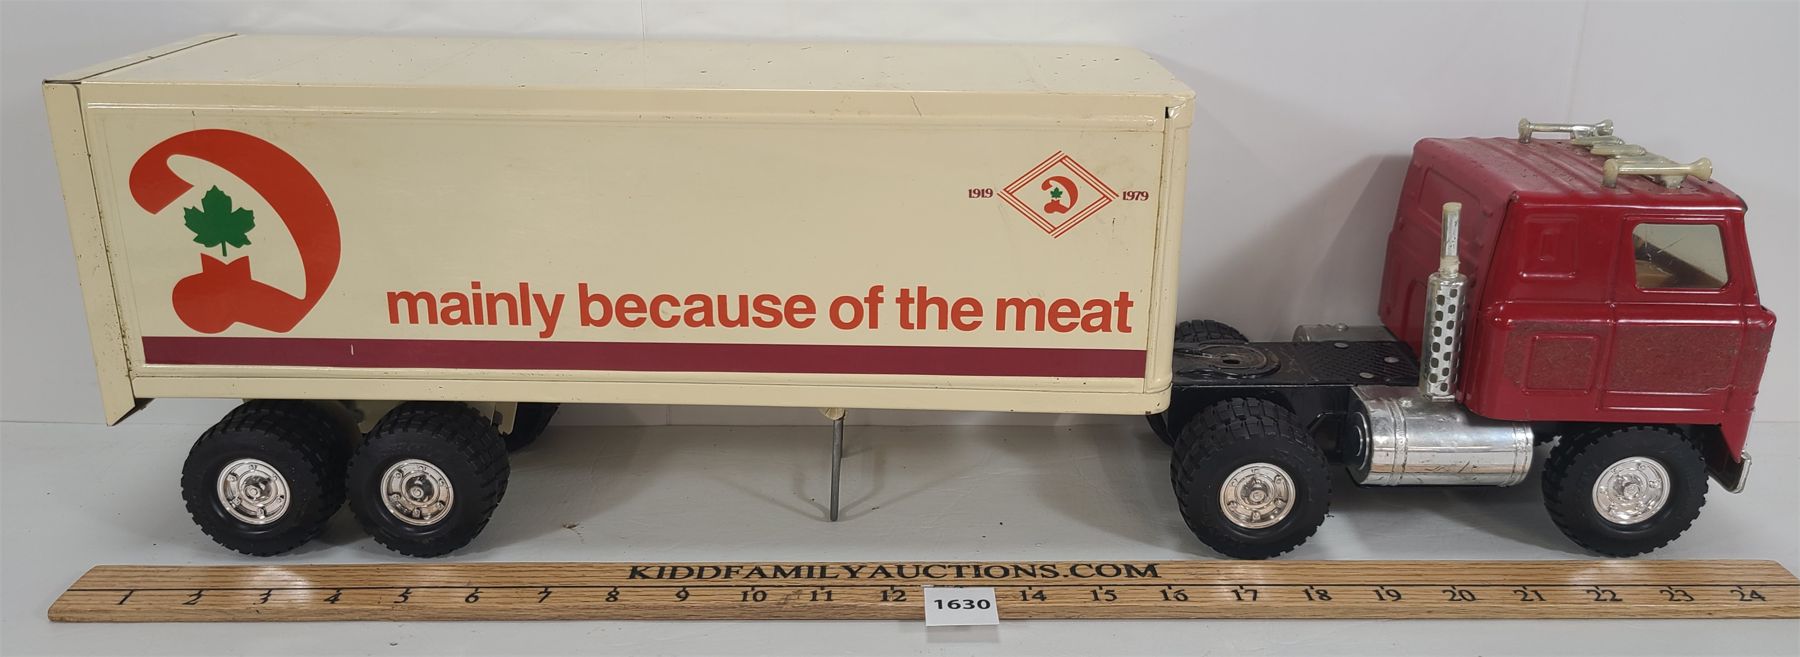 1919 1979
mainly because of the meat
KIDDFAMILYAUCTIONS.COM
1 2 3 4 5 6 7 8 9 10 11 12 14 15 16 17 18 19 20 21 22 23 24
1630